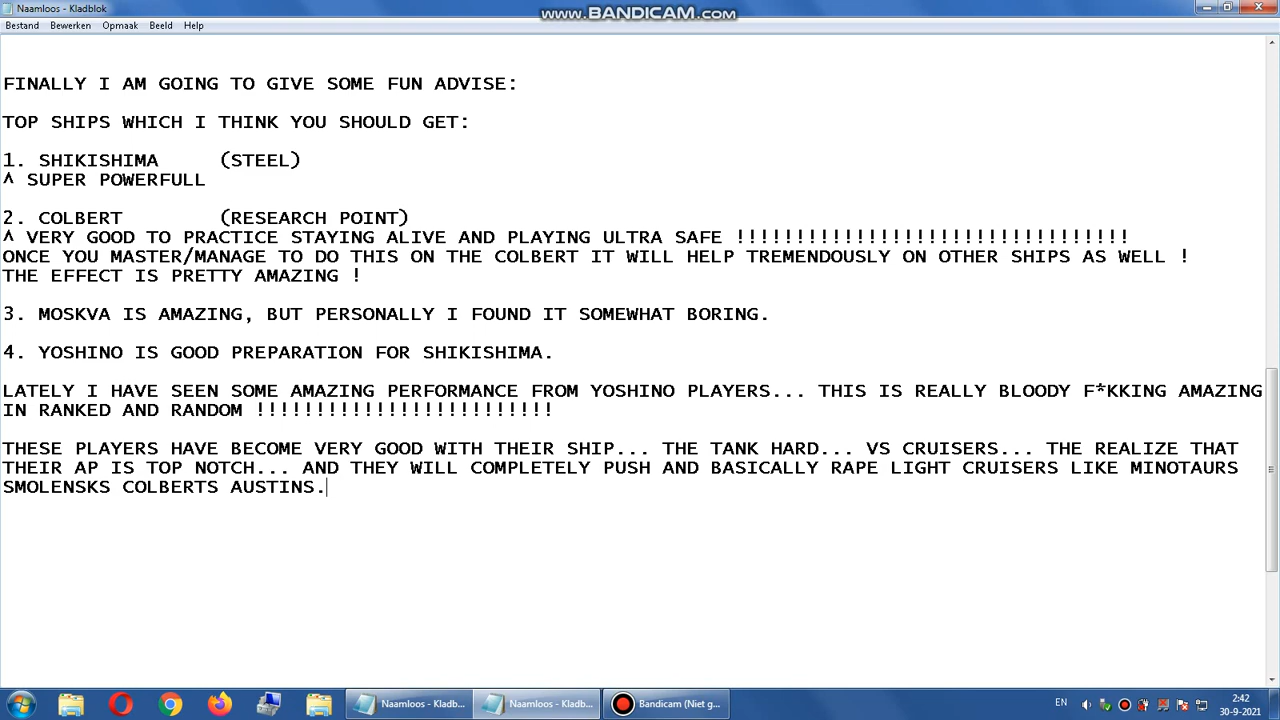 Naamloos - Kladblok
www.BANDICAM.com
Bestand Bewerken Opmaak Beeld Help
FINALLY I AM GOING TO GIVE SOME FUN ADVISE:
TOP SHIPS WHICH I THINK YOU SHOULD GET:
1. SHIKISHIMA (STEEL)
^ SUPER POWERFULL
2. COLBERT (RESEARCH POINT)
^ VERY GOOD TO PRACTICE STAYING ALIVE AND PLAYING ULTRA SAFE !!!!!!!!!!!!!!!!!!!!!!!!!!!!!!!!!
ONCE YOU MASTER/MANAGE TO DO THIS ON THE COLBERT IT WILL HELP TREMENDOUSLY ON OTHER SHIPS AS WELL !
THE EFFECT IS PRETTY AMAZING !
3. MOSKVA IS AMAZING, BUT PERSONALLY I FOUND IT SOMEWHAT BORING.
4. YOSHINO IS GOOD PREPARATION FOR SHIKISHIMA.
LATELY I HAVE SEEN SOME AMAZING PERFORMANCE FROM YOSHINO PLAYERS... THIS IS REALLY BLOODY F*KKING AMAZING
IN RANKED AND RANDOM !!!!!!!!!!!!!!!!!!!!!!!!!
THESE PLAYERS HAVE BECOME VERY GOOD WITH THEIR SHIP... THE TANK HARD... VS CRUISERS... THE REALIZE THAT
THEIR AP IS TOP NOTCH... AND THEY WILL COMPLETELY PUSH AND BASICALLY RAPE LIGHT CRUISERS LIKE MINOTAURS
SMOLENSKS COLBERTS AUSTINS.
Naamloos - Kladb... Naamloos - Kladb... Bandicam (Niet g... EN 2:42
30-9-2021